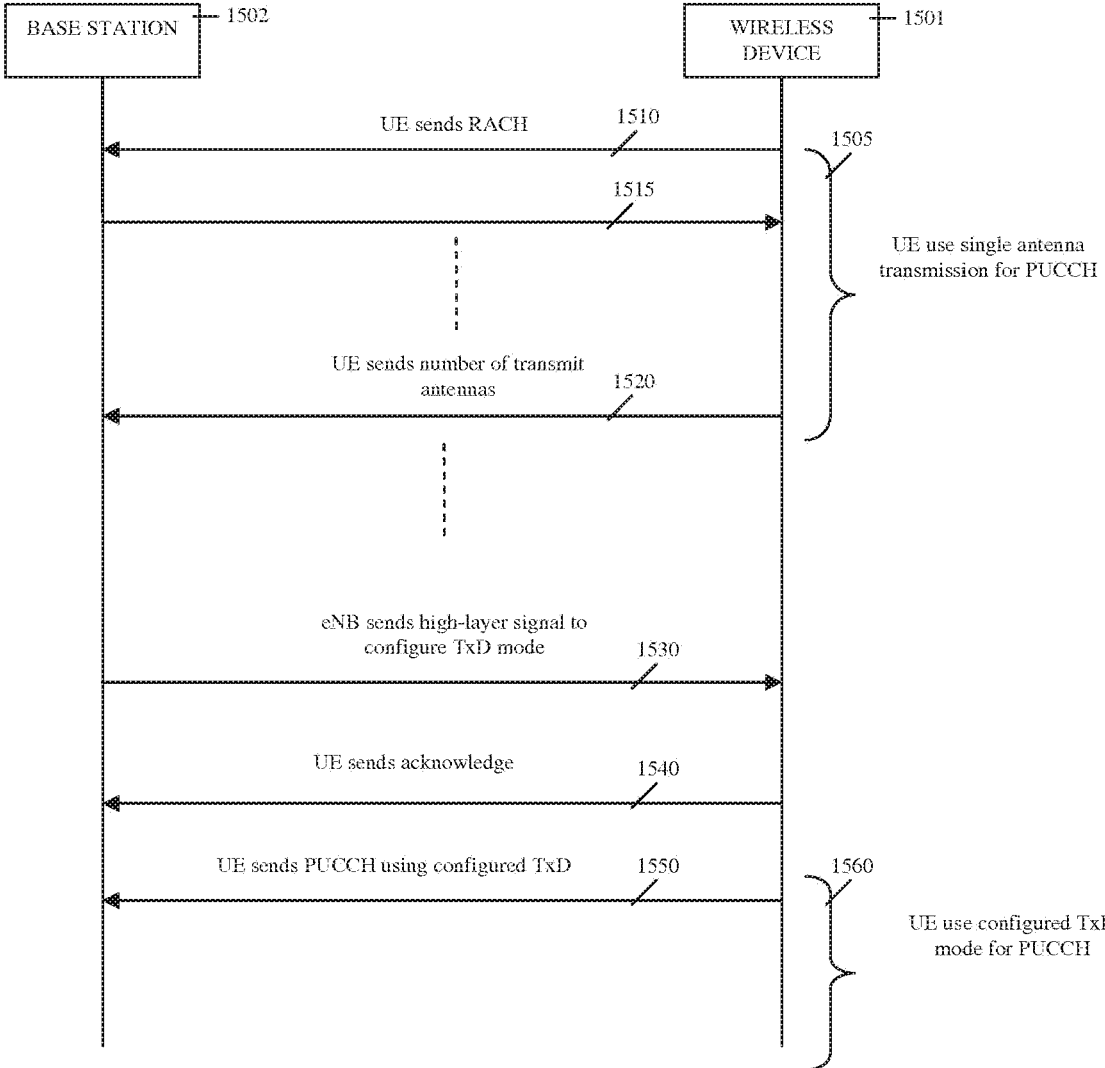 BASE STATION
1502
WIRELESS
DEVICE
1501
UE sends RACH
1510
1505
1515
UE use single antenna
transmission for PUCCH
UE sends number of transmit
antennas
1520
eNB sends high-layer signal to
configure TxD mode
1530
UE sends acknowledge
1540
UE sends PUCCH using configured TxD
1550
1560
UE use configured TxD
mode for PUCCH